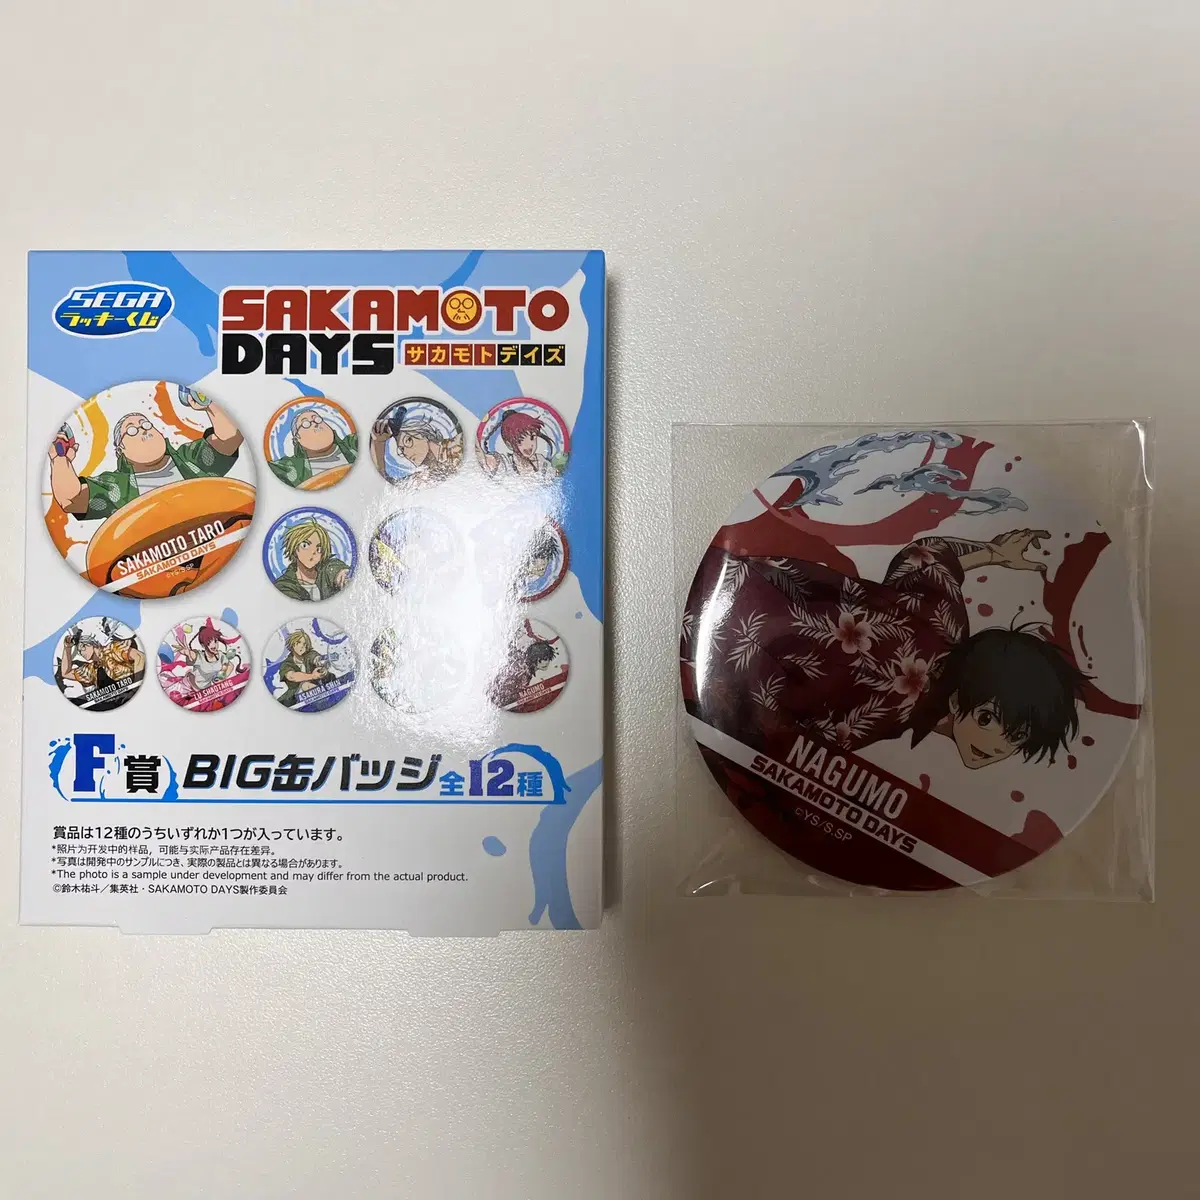 SEGA
ラッキーくじ
SAKAMOTO
DAYS
サカモトデイズ
SAKAMOTO TARO
SAKAMOTO DAYS
©YS/S.SP
SAKAMOTO TARO
LU SHAOTANG
ASAKURA SHIN
NAGUMO
F賞 BIG缶バッジ 全12種
賞品は12種のうちいずれか1つが入っています。
*照片为开发中的样品，可能与实际产品存在差异。
*写真は開発中のサンプルにつき、実際の製品とは異なる場合があります。
*The photo is a sample under development and may differ from the actual product.
©鈴木祐斗／集英社・SAKAMOTO DAYS製作委員会
NAGUMO
SAKAMOTO DAYS
©YS/S.SP